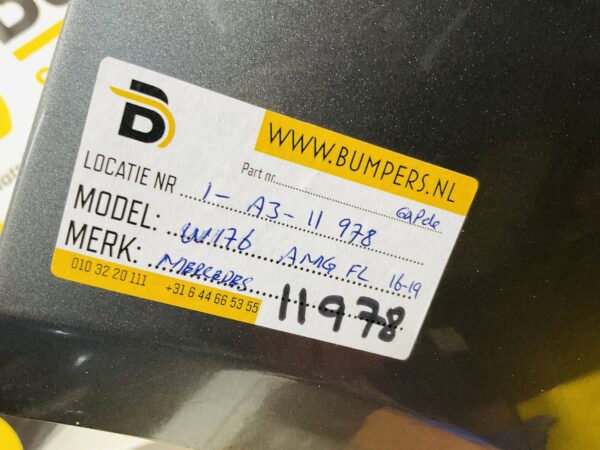 B
WWW.BUMPERS.NL
Part nr
LOCATIE NR 1- A3-11 978
MODEL: W176 AMG FL 16-19
MERK: MERCEDES
11978
010 32 20 111 +31 6 44 66 53 55